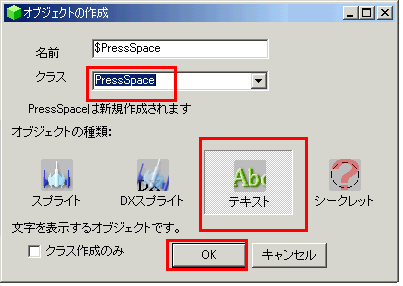 オブジェクトの作成
名前 $PressSpace
クラス PressSpace
PressSpaceは新規作成されます
オブジェクトの種類:
Abc
DX
?
スプライト DXスプライト テキスト シークレット
文字を表示するオブジェクトです。
クラス作成のみ OK キャンセル